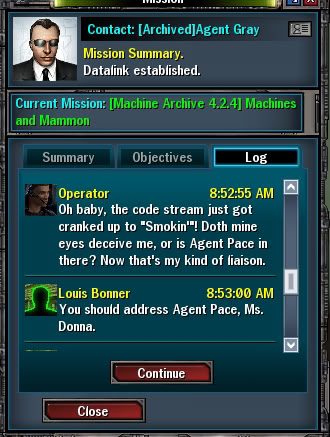 Mission
Contact: [Archived]Agent Gray
Mission Summary.
Datalink established.
Current Mission: [Machine Archive 4.2.4] Machines
and Mammon
Summary
Objectives
Log
Operator 8:52:55 AM
Oh baby, the code stream just got
cranked up to "Smokin'"! Doth mine
eyes deceive me, or is Agent Pace in
there? Now that's my kind of liaison.
Louis Bonner 8:53:00 AM
You should address Agent Pace, Ms.
Donna.
Continue
Close